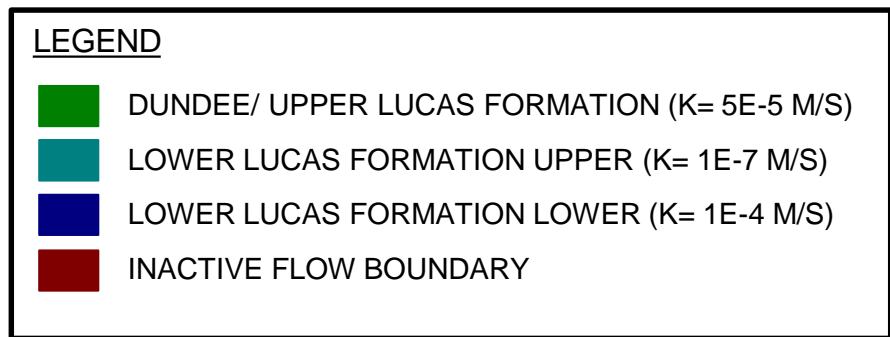 LEGEND
DUNDEE/ UPPER LUCAS FORMATION (K= 5E-5 M/S)
LOWER LUCAS FORMATION UPPER (K= 1E-7 M/S)
LOWER LUCAS FORMATION LOWER (K= 1E-4 M/S)
INACTIVE FLOW BOUNDARY